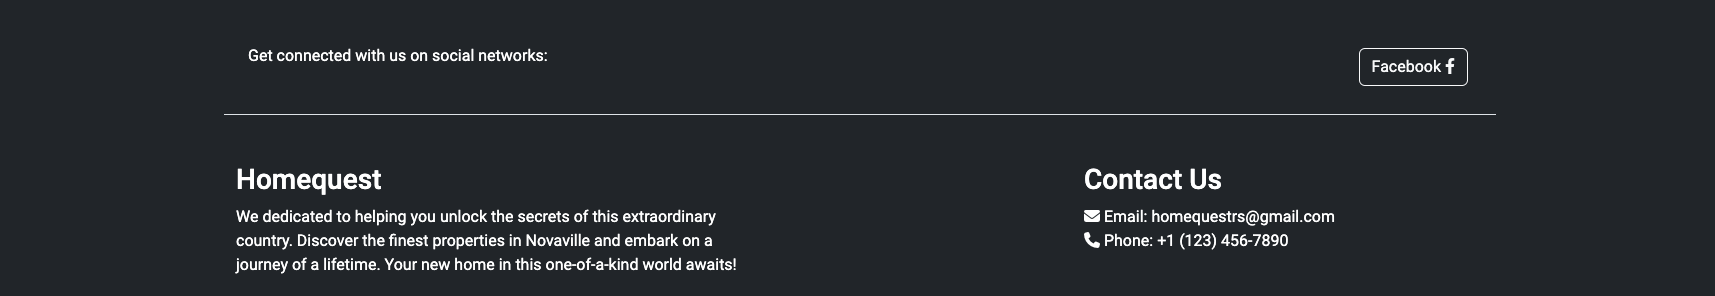 Get connected with us on social networks:
Facebook
Homequest
We dedicated to helping you unlock the secrets of this extraordinary
country. Discover the finest properties in Novaville and embark on a
journey of a lifetime. Your new home in this one-of-a-kind world awaits!
Contact Us
Email: homequestrs@gmail.com
Phone: +1 (123) 456-7890